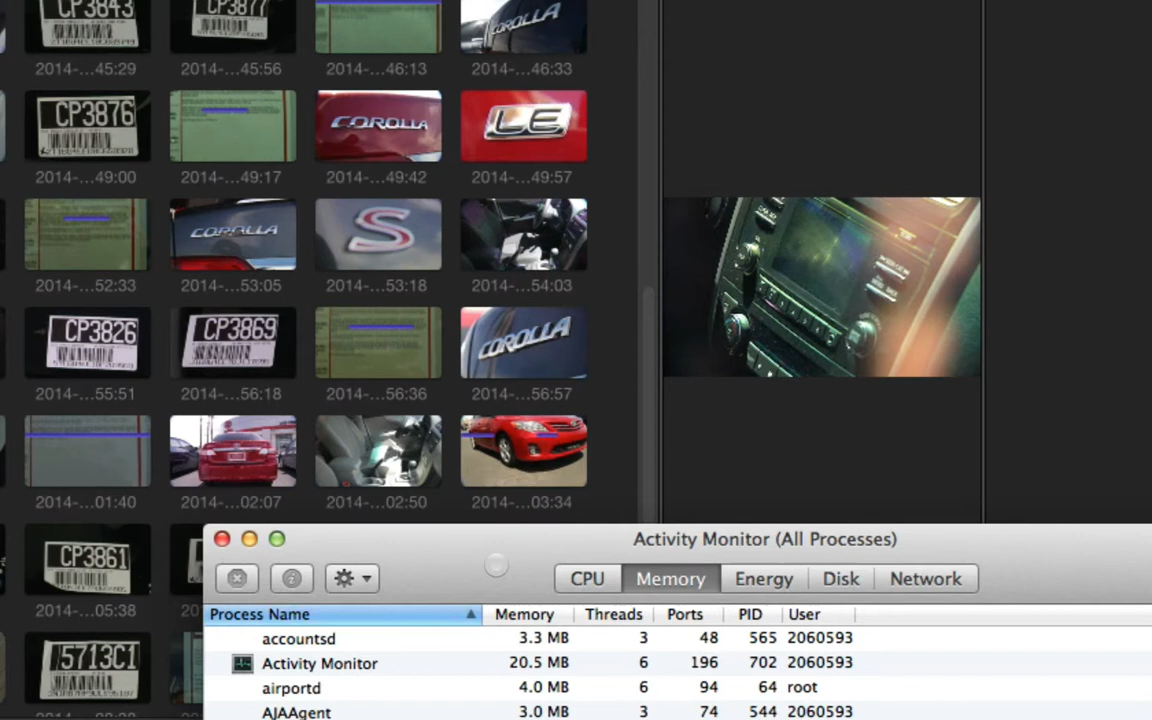 CP3843
CP3877
COROLLA
2014-...45:29
2014-...45:56
2014-...46:13
2014-...46:33
CP3876
COROLLA
LE
2014-...49:00
2014-...49:17
2014-...49:42
2014-...49:57
COROLLA
S
2014-...52:33
2014-...53:05
2014-...53:18
2014-...54:03
CP3826
CP3869
COROLLA
2014-...55:51
2014-...56:18
2014-...56:36
2014-...56:57
2014-...01:40
2014-...02:07
2014-...02:50
2014-...03:34
CP3861
2014-...05:38
20
5713C1
Activity Monitor (All Processes)
CPU Memory Energy Disk Network
Process Name Memory Threads Ports PID User
accountsd 3.3 MB 3 48 565 2060593
Activity Monitor 20.5 MB 6 196 702 2060593
airportd 4.0 MB 6 94 64 root
AJAAgent 3.0 MB 3 74 544 2060593